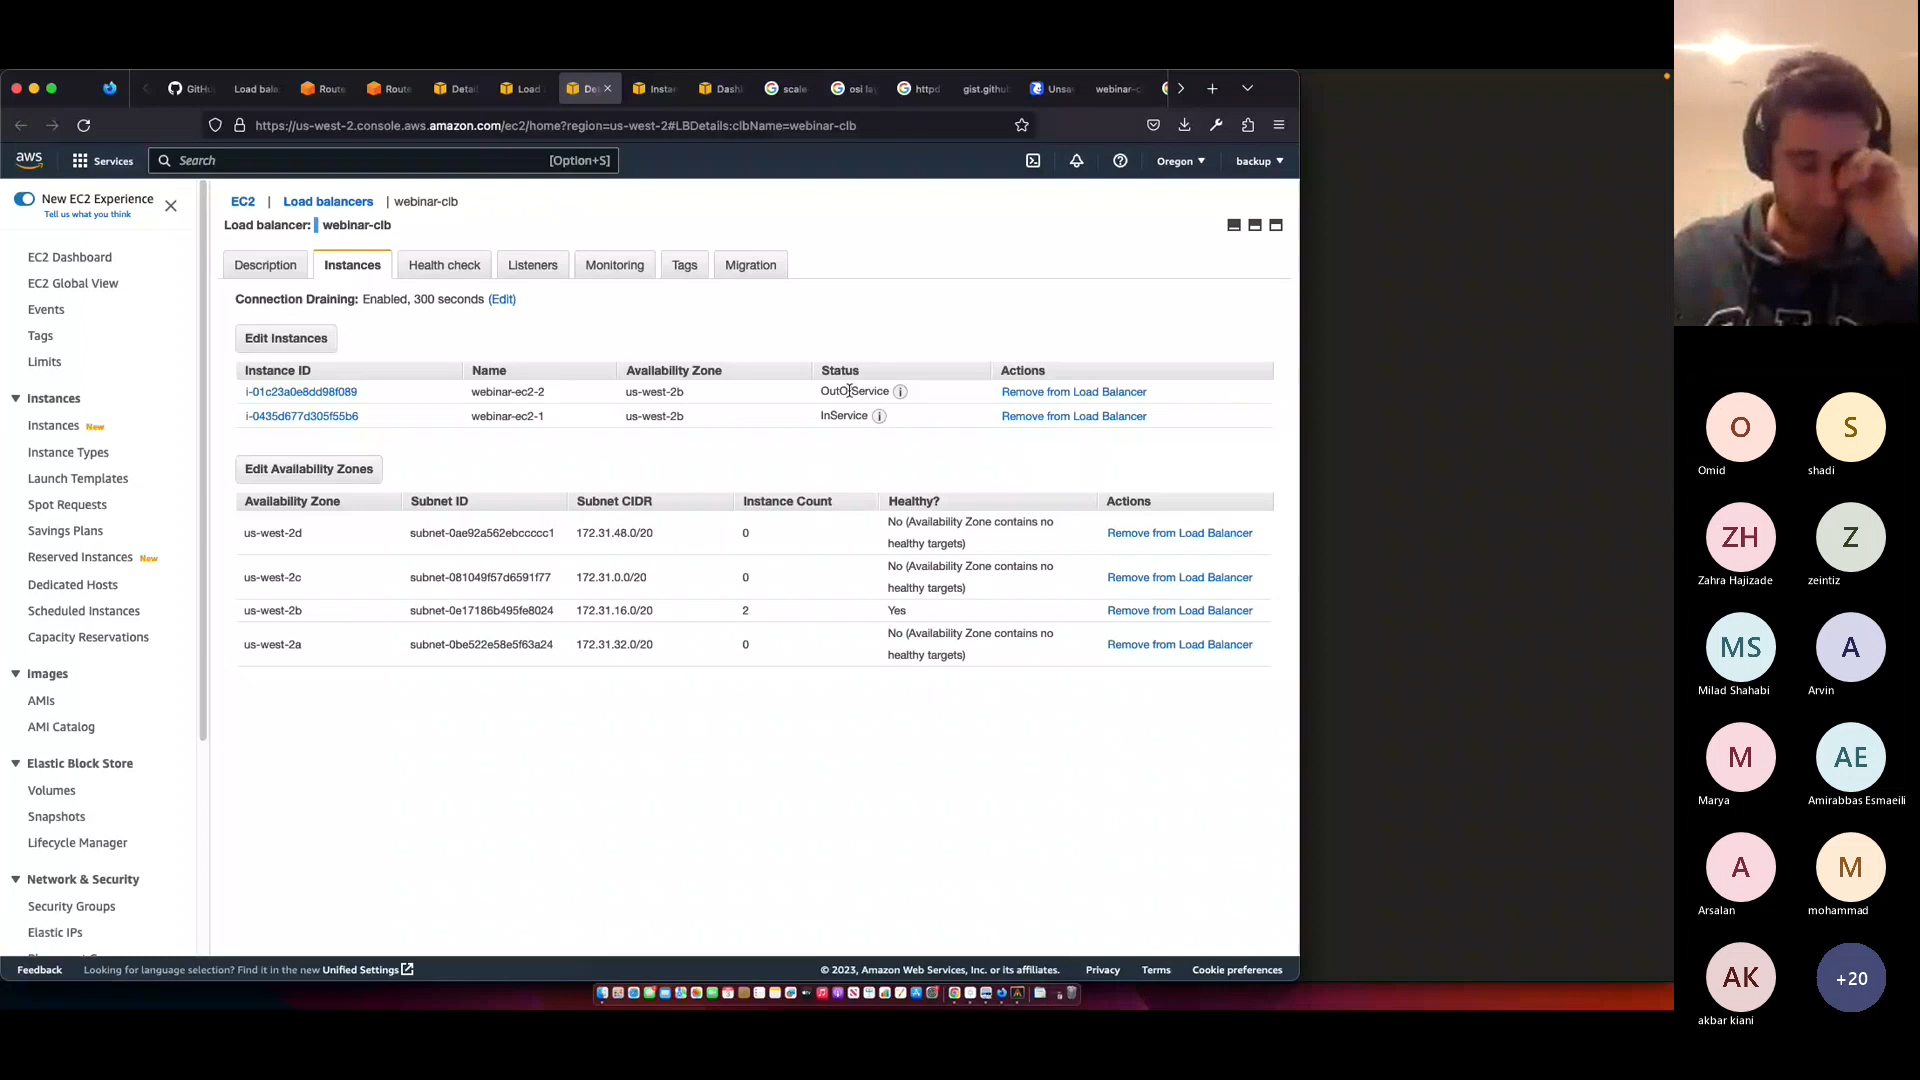 GitHu
Load bale
Route
Route
Detail
Load
De
Instan
Dash
scale
osi la
httpd
gist.githu
Unsa
webinar-c
https://us-west-2.console.aws.amazon.com/ec2/home?region=us-west-2#LBDetails:clbName=webinar-clb
aws
Services
Search
[Option+S]
Oregon
backup
New EC2 Experience
Tell us what you think
EC2 Dashboard
EC2 Global View
Events
Tags
Limits
Instances
Instances New
Instance Types
Launch Templates
Spot Requests
Savings Plans
Reserved Instances New
Dedicated Hosts
Scheduled Instances
Capacity Reservations
Images
AMIs
AMI Catalog
Elastic Block Store
Volumes
Snapshots
Lifecycle Manager
Network & Security
Security Groups
Elastic IPs
EC2 | Load balancers | webinar-clb
Load balancer: webinar-clb
Description Instances Health check Listeners Monitoring Tags Migration
Connection Draining: Enabled, 300 seconds (Edit)
Edit Instances
Instance ID Name Availability Zone Status Actions
i-01c23a0e8dd98f089 webinar-ec2-2 us-west-2b OutOfService Remove from Load Balancer
i-0435d677d305f55b6 webinar-ec2-1 us-west-2b InService Remove from Load Balancer
Edit Availability Zones
Availability Zone Subnet ID Subnet CIDR Instance Count Healthy? Actions
us-west-2d subnet-0ae92a562ebccccc1 172.31.48.0/20 0 No (Availability Zone contains no healthy targets) Remove from Load Balancer
us-west-2c subnet-081049f57d6591f77 172.31.0.0/20 0 No (Availability Zone contains no healthy targets) Remove from Load Balancer
us-west-2b subnet-0e17186b495fe8024 172.31.16.0/20 2 Yes Remove from Load Balancer
us-west-2a subnet-0be522e58e5f63a24 172.31.32.0/20 0 No (Availability Zone contains no healthy targets) Remove from Load Balancer
Feedback Looking for language selection? Find it in the new Unified Settings © 2023, Amazon Web Services, Inc. or its affiliates. Privacy Terms Cookie preferences
O S
Omid shadi
ZH Z
Zahra Hajizade zeintiz
MS A
Milad Shahabi Arvin
M AE
Marya Amirabbas Esmaeili
A M
Arsalan mohammad
AK +20
akbar kiani